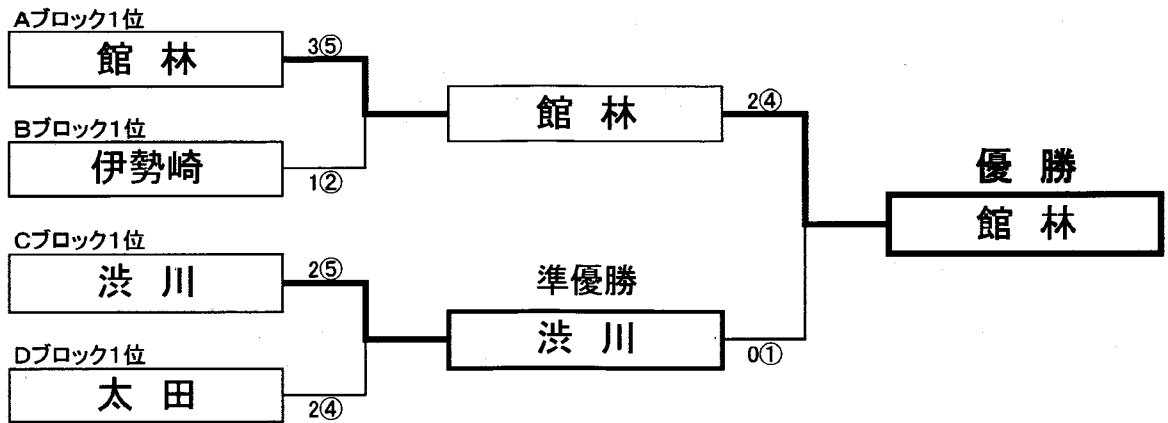 Aブロック1位
館 林
3⑤
Bブロック1位
伊勢崎
1②
館 林
2④
Cブロック1位
渋 川
2⑤
Dブロック1位
太 田
2④
準優勝
渋 川
0①
優 勝
館 林